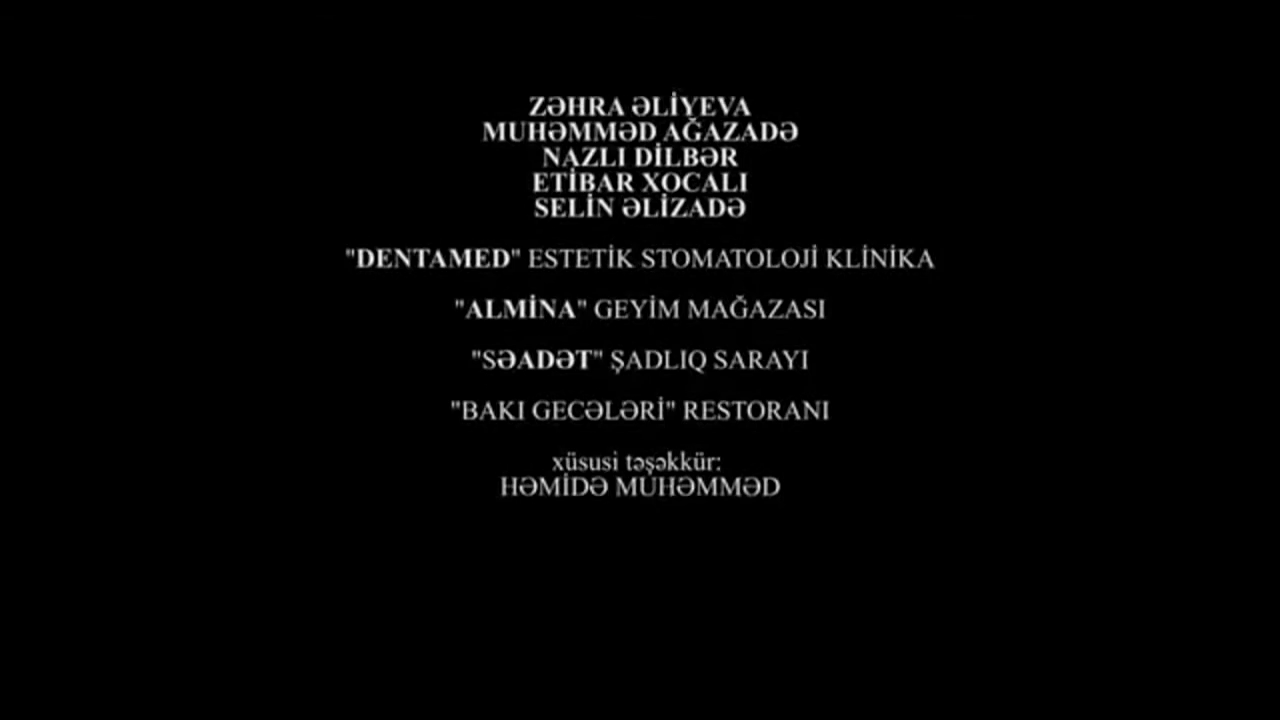 ZƏHRA ƏLİYEVA
MUHƏMMƏD AĞAZADƏ
NAZLI DİLBƏR
ETİBAR XOCALI
SELİN ƏLİZADƏ
"DENTAMED" ESTETİK STOMATOLOJİ KLİNİKA
"ALMİNA" GEYİM MAĞAZASI
"SƏADƏT" ŞADLIQ SARAYI
"BAKI GECƏLƏRİ" RESTORANI
xüsusi təşəkkür:
HƏMİDƏ MUHƏMMƏD